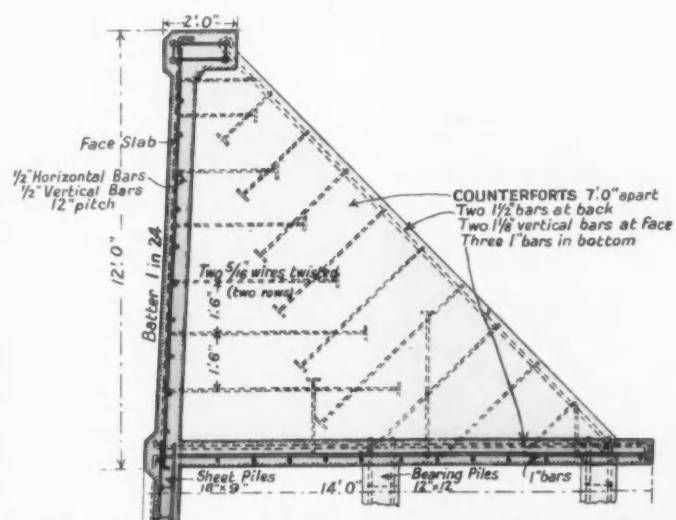 2'.0"
Face Slab
1/2" Horizontal Bars
1/2" Vertical Bars
12" pitch
12'.0"
Batter 1 in 24
COUNTERFORTS 7'.0" apart
Two 1 1/2" bars at back
Two 1 1/8" vertical bars at face
Three 1" bars in bottom
Two 5/16" wires twisted
(two rows)
1'.6"
1'.6"
Sheet Piles
18" × 9"
14'.0"
Bearing Piles
12" × 12"
1" bars